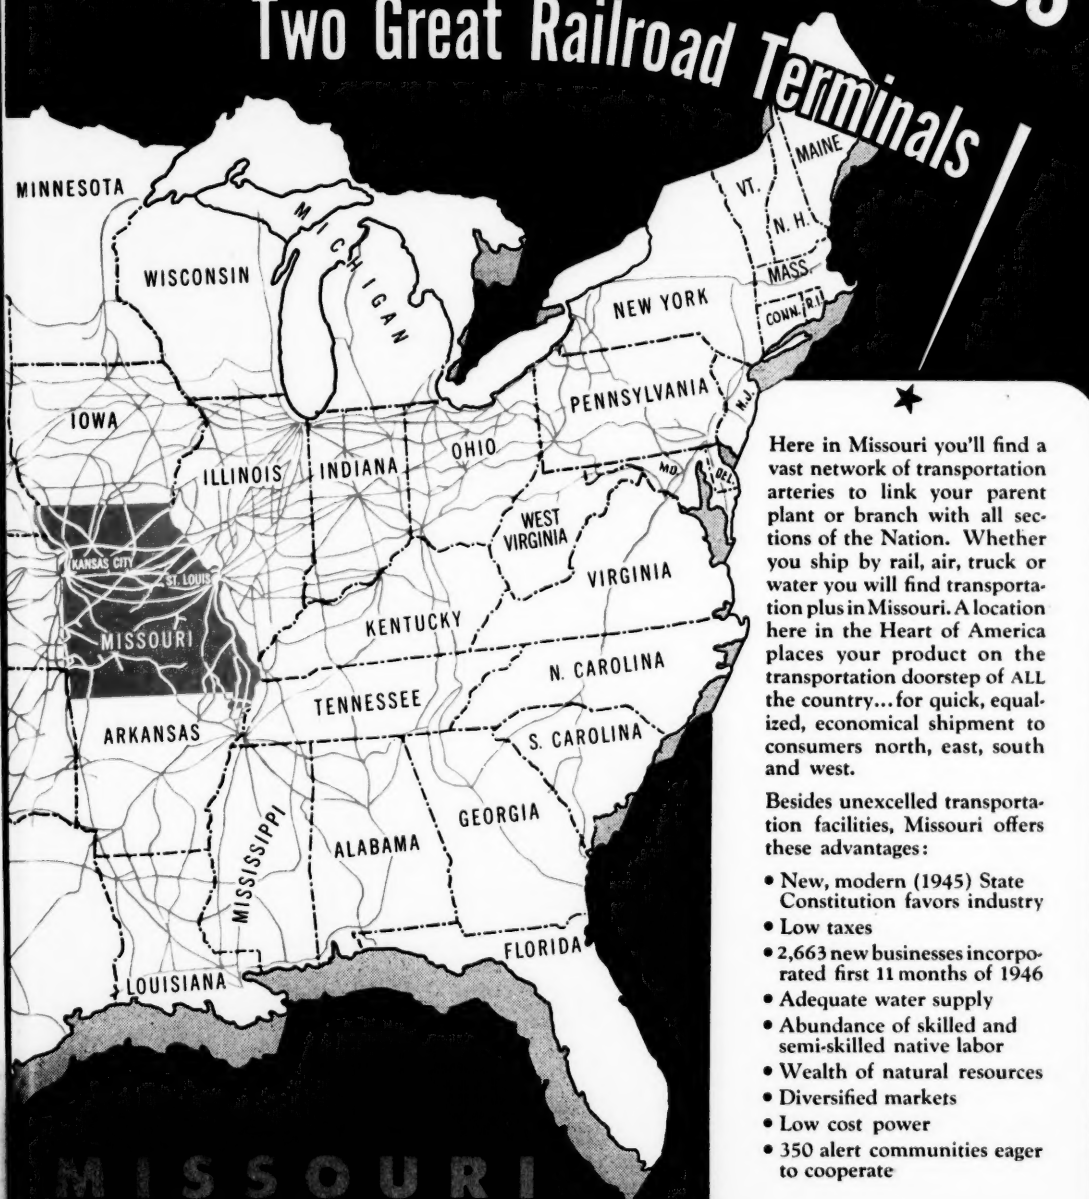 Two Great Railroad Terminals
MINNESOTA
WISCONSIN
MICHIGAN
MAINE
VT.
N. H.
MASS.
CONN.
R.I.
NEW YORK
PENNSYLVANIA
N.J.
IOWA
ILLINOIS
INDIANA
OHIO
MD.
DEL.
WEST
VIRGINIA
VIRGINIA
KANSAS CITY
ST. LOUIS
MISSOURI
KENTUCKY
N. CAROLINA
TENNESSEE
ARKANSAS
S. CAROLINA
MISSISSIPPI
ALABAMA
GEORGIA
LOUISIANA
FLORIDA
MISSOURI
Here in Missouri you'll find a
vast network of transportation
arteries to link your parent
plant or branch with all sec-
tions of the Nation. Whether
you ship by rail, air, truck or
water you will find transporta-
tion plus in Missouri. A location
here in the Heart of America
places your product on the
transportation doorstep of ALL
the country...for quick, equal-
ized, economical shipment to
consumers north, east, south
and west.
Besides unexcelled transporta-
tion facilities, Missouri offers
these advantages:
• New, modern (1945) State
Constitution favors industry
• Low taxes
• 2,663 new businesses incorpo-
rated first 11 months of 1946
• Adequate water supply
• Abundance of skilled and
semi-skilled native labor
• Wealth of natural resources
• Diversified markets
• Low cost power
• 350 alert communities eager
to cooperate